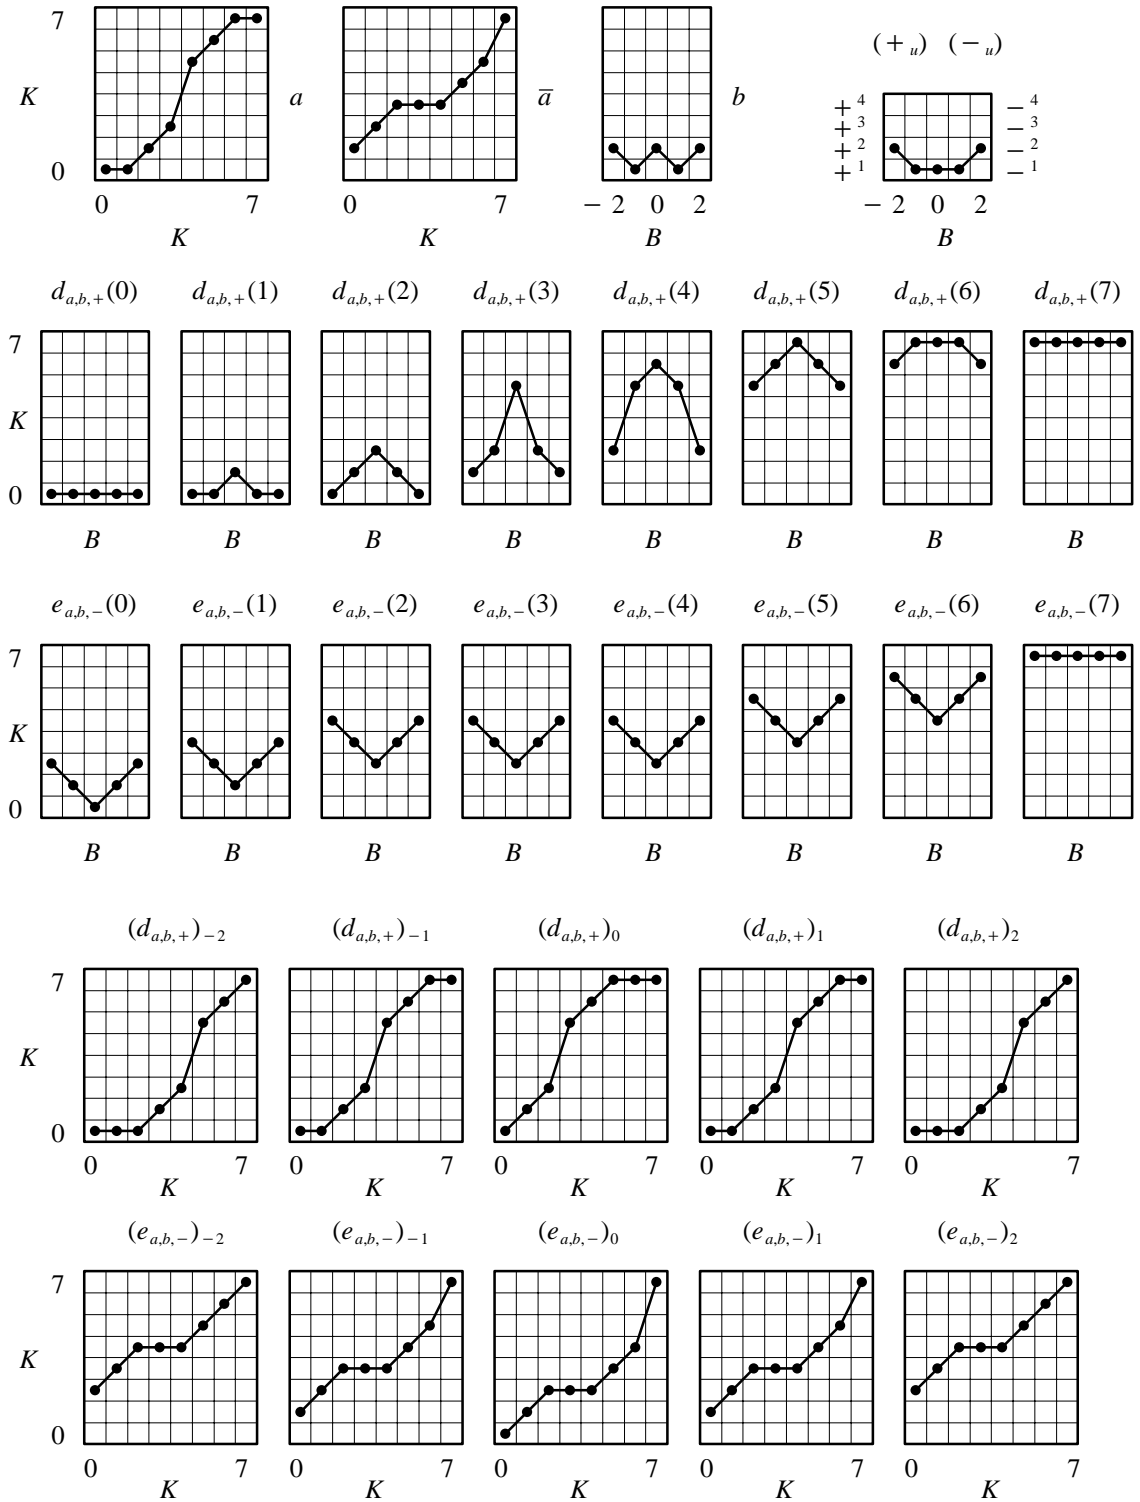 7 (+u) (−u)
K a ā b +4 −4
+3 −3
+2 −2
0 +1 −1
0 7 0 7 −2 0 2 −2 0 2
K K B B
d_{a,b,+}(0) d_{a,b,+}(1) d_{a,b,+}(2) d_{a,b,+}(3) d_{a,b,+}(4) d_{a,b,+}(5) d_{a,b,+}(6) d_{a,b,+}(7)
7
K
0
B B B B B B B B
e_{a,b,−}(0) e_{a,b,−}(1) e_{a,b,−}(2) e_{a,b,−}(3) e_{a,b,−}(4) e_{a,b,−}(5) e_{a,b,−}(6) e_{a,b,−}(7)
7
K
0
B B B B B B B B
(d_{a,b,+})_{−2} (d_{a,b,+})_{−1} (d_{a,b,+})_0 (d_{a,b,+})_1 (d_{a,b,+})_2
7
K
0
0 7 0 7 0 7 0 7 0 7
K K K K K
(e_{a,b,−})_{−2} (e_{a,b,−})_{−1} (e_{a,b,−})_0 (e_{a,b,−})_1 (e_{a,b,−})_2
7
K
0
0 7 0 7 0 7 0 7 0 7
K K K K K